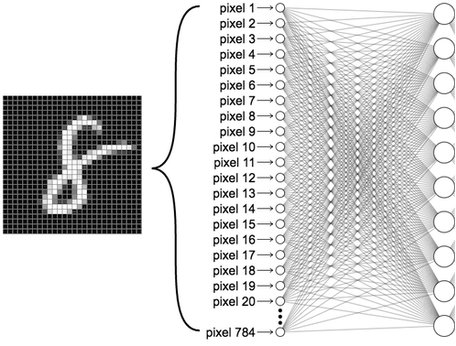 pixel 1
pixel 2
pixel 3
pixel 4
pixel 5
pixel 6
pixel 7
pixel 8
pixel 9
pixel 10
pixel 11
pixel 12
pixel 13
pixel 14
pixel 15
pixel 16
pixel 17
pixel 18
pixel 19
pixel 20
pixel 784